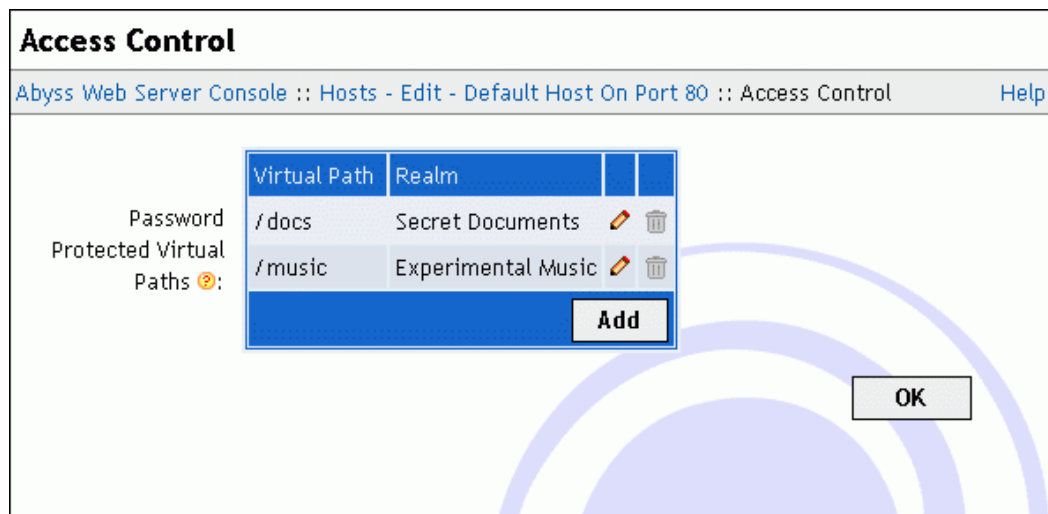 Access Control
Abyss Web Server Console :: Hosts - Edit - Default Host On Port 80 :: Access Control Help
Password Protected Virtual Paths ?:
Virtual Path Realm
/docs Secret Documents
/music Experimental Music
Add
OK